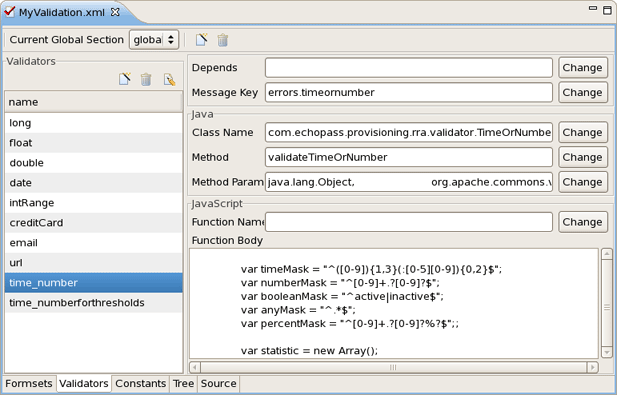 MyValidation.xml
Current Global Section globa
Validators
name
long
float
double
date
intRange
creditCard
email
url
time_number
time_numberforthresholds
Depends Change
Message Key errors.timeornumber Change
Java
Class Name com.echopass.provisioning.rra.validator.TimeOrNumbe Change
Method validateTimeOrNumber Change
Method Param java.lang.Object, org.apache.commons.v Change
JavaScript
Function Name Change
Function Body
var timeMask = "^([0-9]){1,3}(:[0-5][0-9]){0,2}$";
var numberMask = "^[0-9]+.?[0-9]?$";
var booleanMask = "^active|inactive$";
var anyMask = "^.*$";
var percentMask = "^[0-9]+.?[0-9]?%?$";;
var statistic = new Array();
Formsets Validators Constants Tree Source